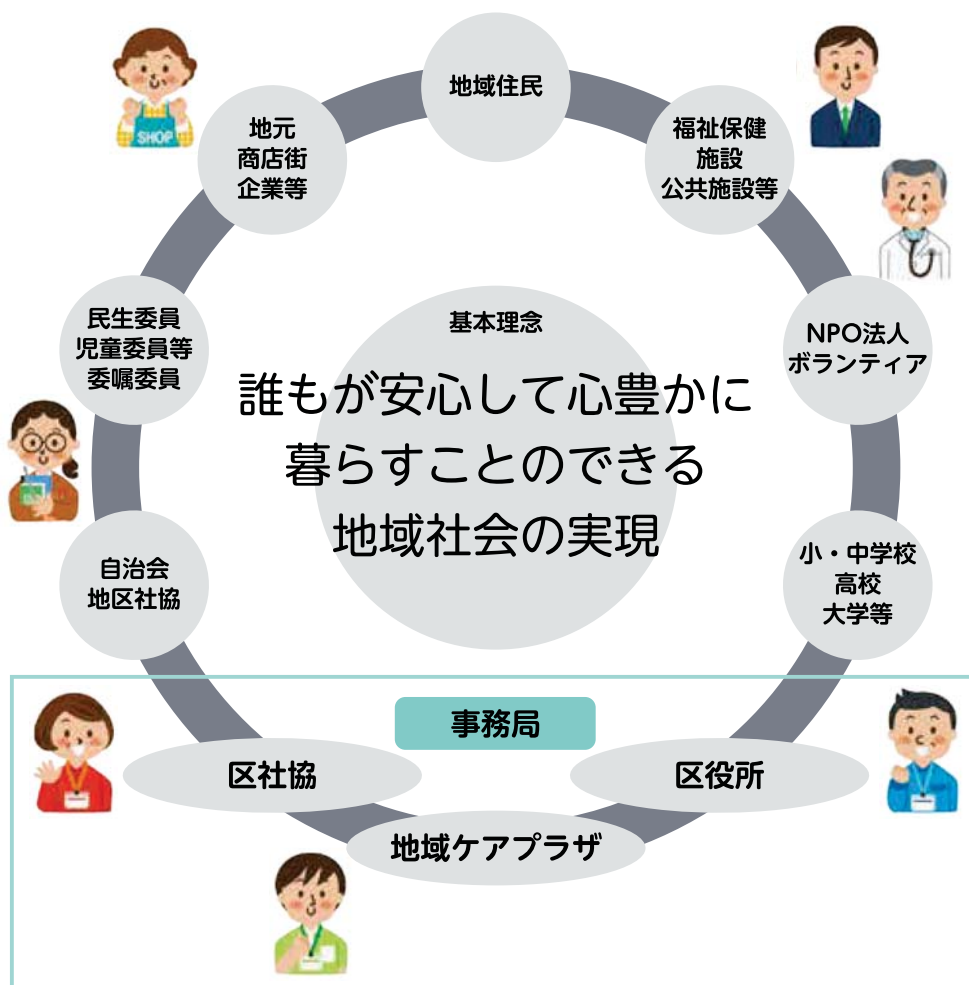 地域住民
地元
商店街
企業等
SHOP
福祉保健
施設
公共施設等
民生委員
児童委員等
委嘱委員
NPO法人
ボランティア
基本理念
誰もが安心して心豊かに
暮らすことのできる
地域社会の実現
自治会
地区社協
小・中学校
高校
大学等
事務局
区社協
区役所
地域ケアプラザ